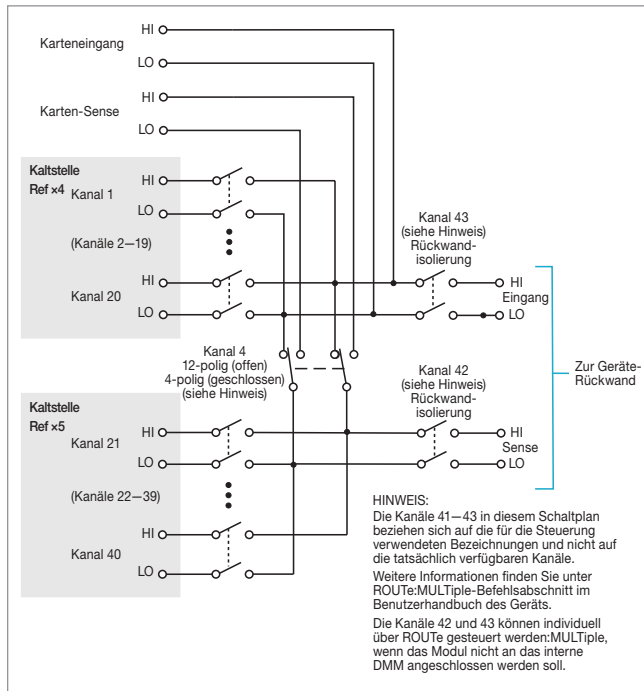 Karteneingang
HI
LO
Karten-Sense
HI
LO
Kaltstelle
Ref ×4
Kanal 1
HI
LO
(Kanäle 2—19)
Kanal 20
HI
LO
Kanal 43
(siehe Hinweis)
Rückwand-
isolierung
HI
Eingang
LO
Kanal 4
12-polig (offen)
4-polig (geschlossen)
(siehe Hinweis)
Zur Geräte-
Rückwand
Kaltstelle
Ref ×5
Kanal 21
HI
LO
(Kanäle 22—39)
Kanal 40
HI
LO
Kanal 42
(siehe Hinweis)
Rückwand-
isolierung
HI
Sense
LO
HINWEIS:
Die Kanäle 41—43 in diesem Schaltplan
beziehen sich auf die für die Steuerung
verwendeten Bezeichnungen und nicht auf
die tatsächlich verfügbaren Kanäle.
Weitere Informationen finden Sie unter
ROUTe:MULTiple-Befehlsabschnitt im
Benutzerhandbuch des Geräts.
Die Kanäle 42 und 43 können individuell
über ROUTe gesteuert werden:MULTiple,
wenn das Modul nicht an das interne
DMM angeschlossen werden soll.